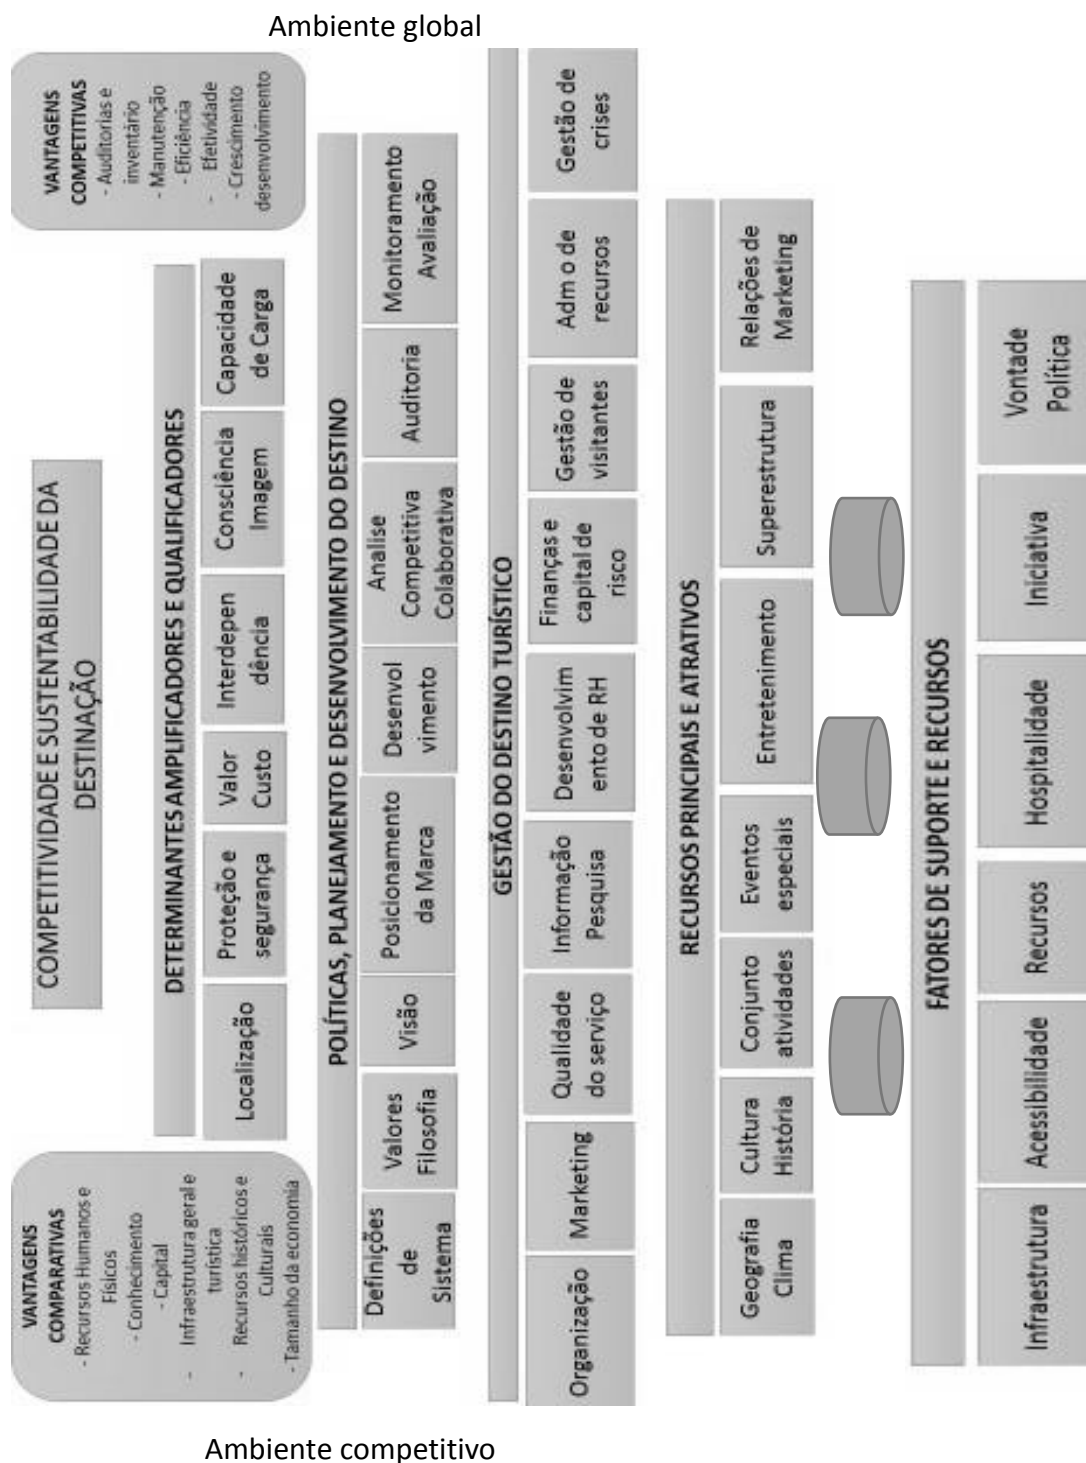 Ambiente global
COMPETITIVIDADE E SUSTENTABILIDADE DA
DESTINAÇÃO
VANTAGENS
COMPARATIVAS
- Recursos Humanos e
Físicos
- Conhecimento
- Capital
- Infraestrutura geral e
turística
- Recursos históricos e
Culturais
- Tamanho da economia
VANTAGENS
COMPETITIVAS
- Auditorias e
inventário
- Manutenção
- Eficiência
- Efetividade
- Crescimento
desenvolvimento
DETERMINANTES AMPLIFICADORES E QUALIFICADORES
Localização
Proteção e
segurança
Valor
Custo
Interdepen
dência
Consciência
Imagem
Capacidade
de Carga
POLÍTICAS, PLANEJAMENTO E DESENVOLVIMENTO DO DESTINO
Definições
de
Sistema
Valores
Filosofia
Visão
Posicionamento
da Marca
Desenvol
vimento
Analise
Competitiva
Colaborativa
Auditoria
Monitoramento
Avaliação
GESTÃO DO DESTINO TURÍSTICO
Organização
Marketing
Qualidade
do serviço
Informação
Pesquisa
Desenvolvim
ento de RH
Finanças e
capital de
risco
Gestão de
visitantes
Adm o de
recursos
Gestão de
crises
RECURSOS PRINCIPAIS E ATRATIVOS
Geografia
Clima
Cultura
História
Conjunto
atividades
Eventos
especiais
Entretenimento
Superestrutura
Relações de
Marketing
FATORES DE SUPORTE E RECURSOS
Infraestrutura
Acessibilidade
Recursos
Hospitalidade
Iniciativa
Vontade
Política
Ambiente competitivo